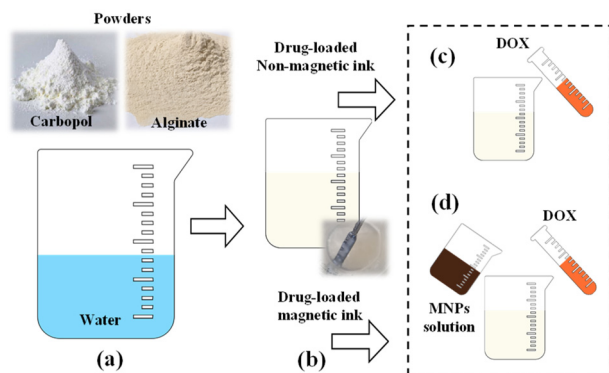 Powders
Carbopol
Alginate
Water
(a)
Drug-loaded
Non-magnetic ink
Drug-loaded
magnetic ink
(b)
(c)
DOX
(d)
DOX
MNPs
solution